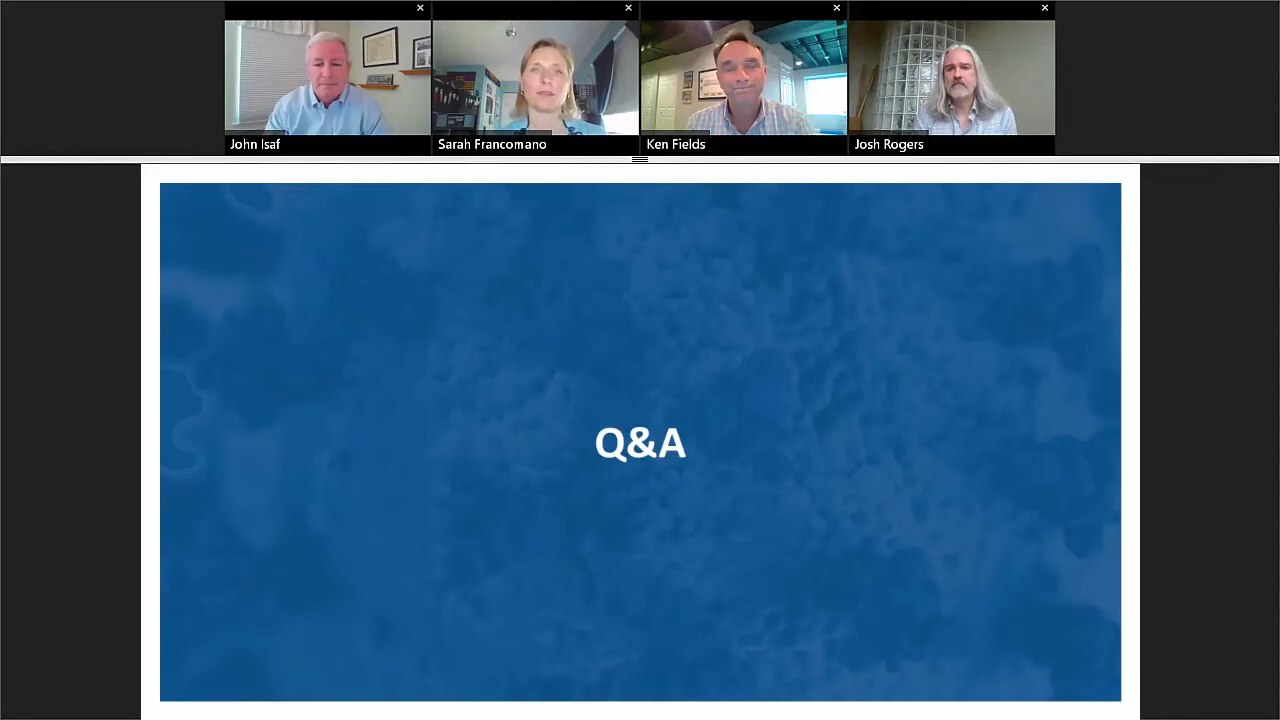 John Isaf
Sarah Francomano
Ken Fields
Josh Rogers
Q&A